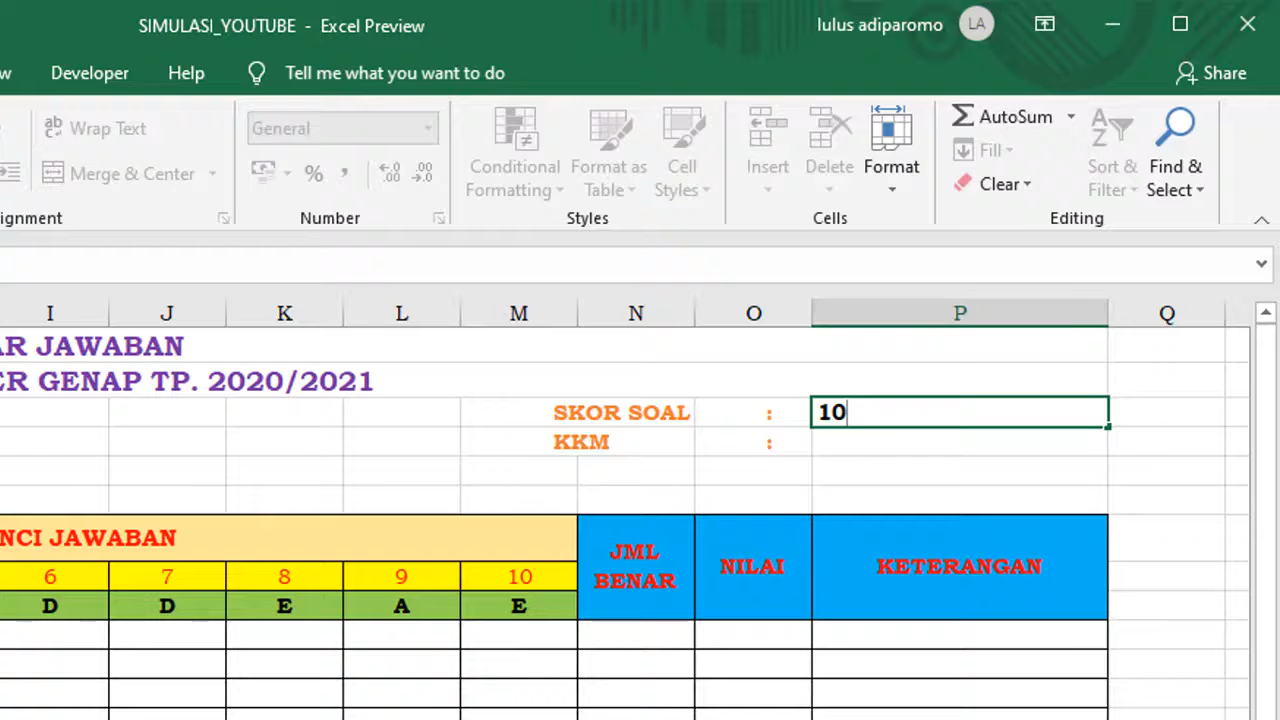 SIMULASI_YOUTUBE - Excel Preview
lulus adiparomo LA
w Developer Help Tell me what you want to do Share
ab Wrap Text General AutoSum
Fill
Merge & Center % , Conditional Formatting Format as Table Cell Styles Insert Delete Format Clear Sort & Filter Find & Select
ignment Number Styles Cells Editing
I J K L M N O P Q
AR JAWABAN
ER GENAP TP. 2020/2021
SKOR SOAL : 10
KKM :
NCI JAWABAN JML BENAR NILAI KETERANGAN
6 7 8 9 10
D D E A E